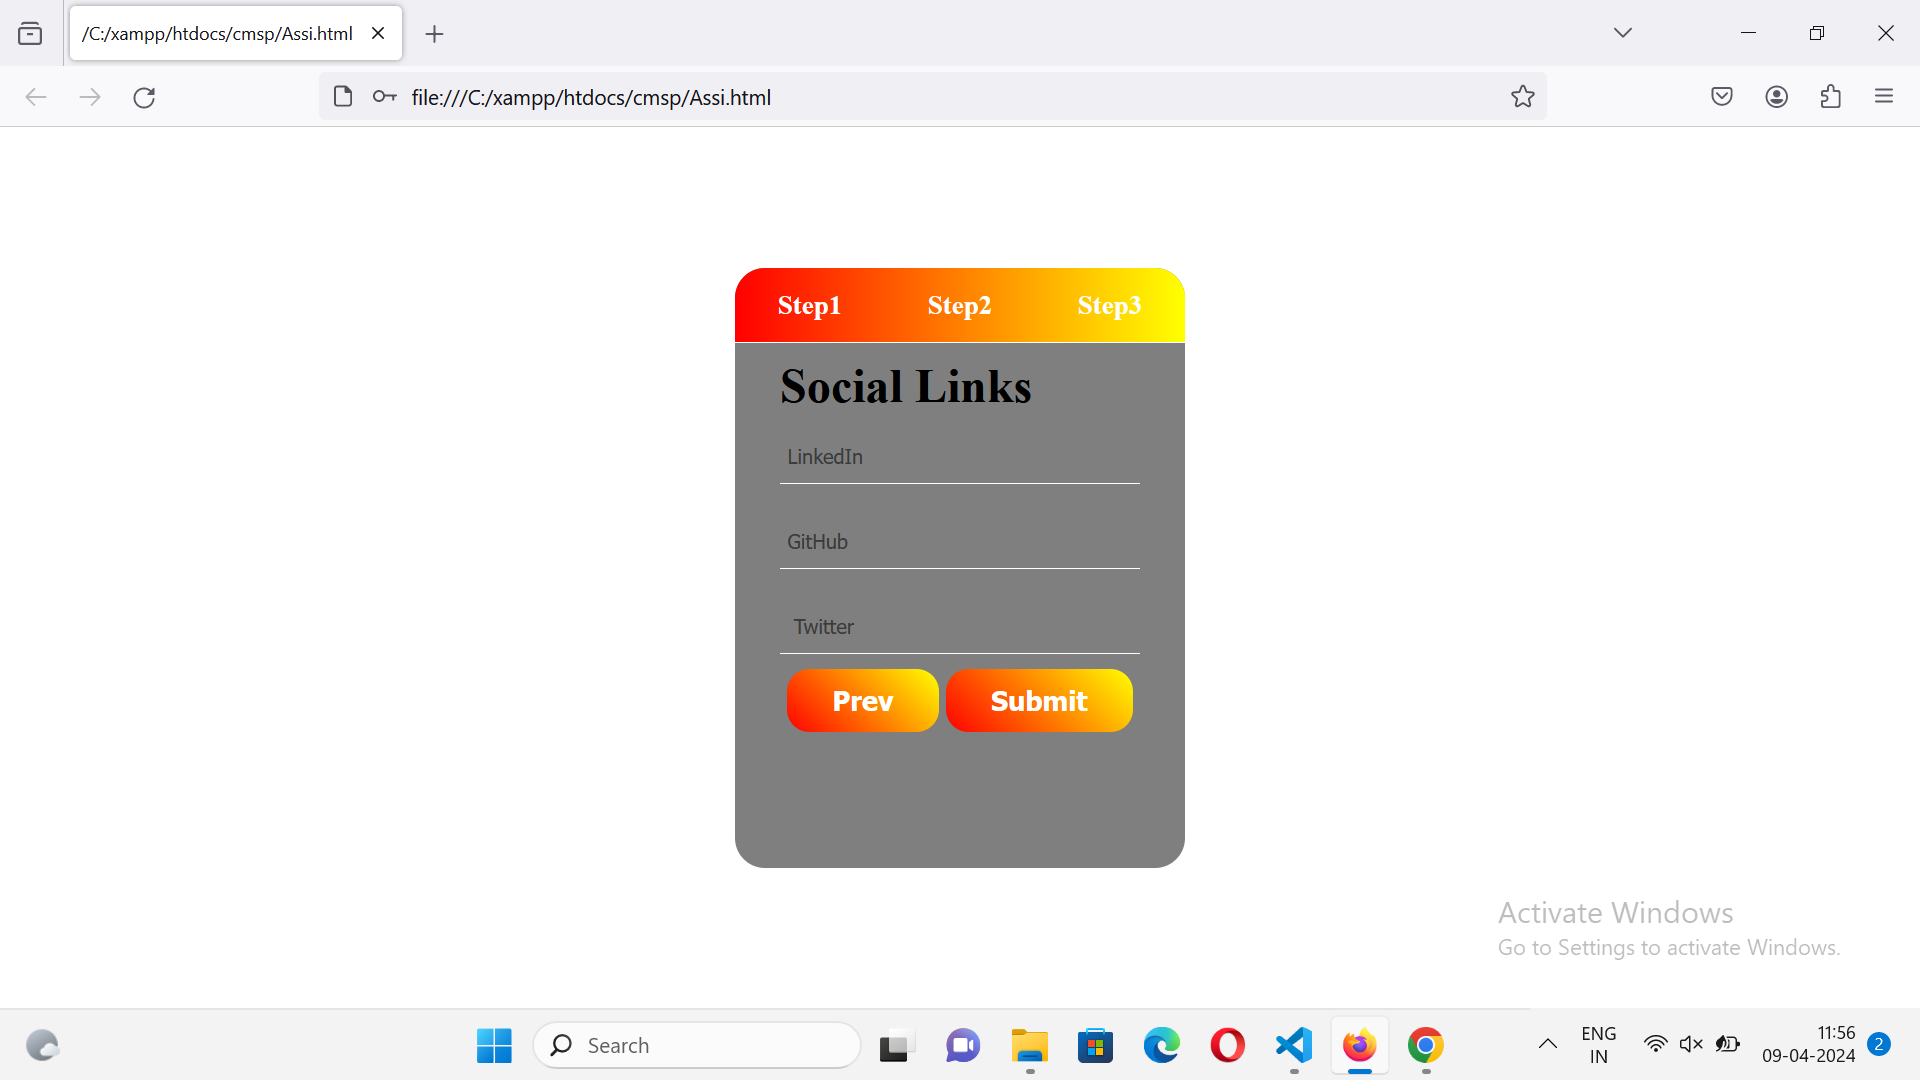 /C:/xampp/htdocs/cmsp/Assi.html
file:///C:/xampp/htdocs/cmsp/Assi.html
Step1 Step2 Step3
Social Links
LinkedIn
GitHub
Twitter
Prev Submit
Activate Windows
Go to Settings to activate Windows.
Search
ENG
IN
11:56
09-04-2024
2